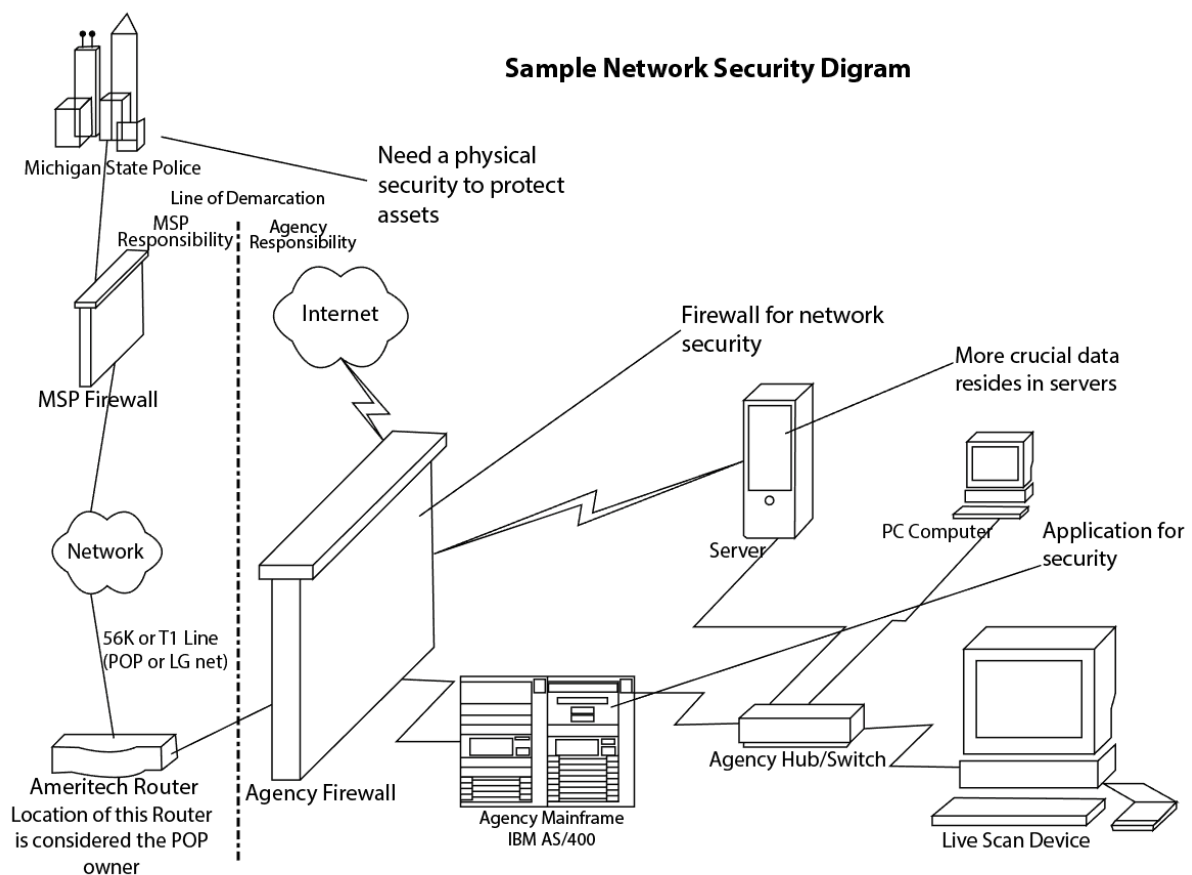 Sample Network Security Digram
Michigan State Police
Need a physical
security to protect
assets
Line of Demarcation
MSP
Responsibility
Agency
Responsibility
Internet
MSP Firewall
Firewall for network
security
More crucial data
resides in servers
Network
Server
PC Computer
Application for
security
56K or T1 Line
(POP or LG net)
Ameritech Router
Location of this Router
is considered the POP
owner
Agency Firewall
Agency Mainframe
IBM AS/400
Agency Hub/Switch
Live Scan Device